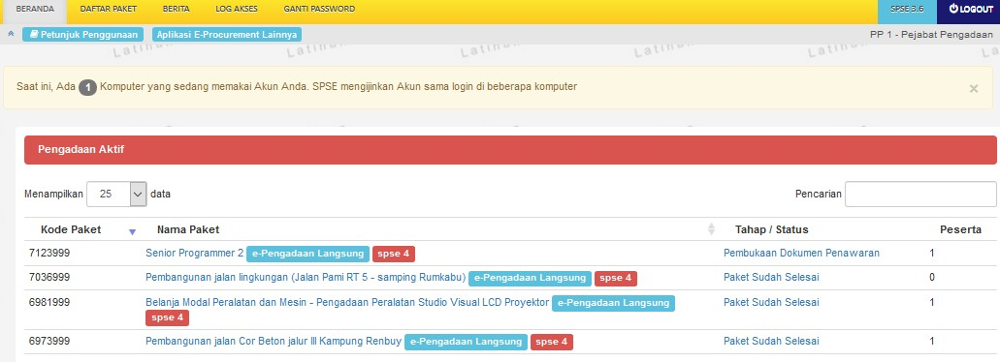 BERANDA DAFTAR PAKET BERITA LOG AKSES GANTI PASSWORD SPSE 3.6 LOGOUT
Petunjuk Penggunaan Aplikasi E-Procurement Lainnya PP 1 - Pejabat Pengadaan
Saat ini, Ada 1 Komputer yang sedang memakai Akun Anda. SPSE mengijinkan Akun sama login di beberapa komputer ×
Pengadaan Aktif
Menampilkan 25 data Pencarian
Kode Paket Nama Paket Tahap / Status Peserta
7123999 Senior Programmer 2 e-Pengadaan Langsung spse 4 Pembukaan Dokumen Penawaran 1
7036999 Pembangunan jalan lingkungan (Jalan Pami RT 5 - samping Rumkabu) e-Pengadaan Langsung spse 4 Paket Sudah Selesai 0
6981999 Belanja Modal Peralatan dan Mesin - Pengadaan Peralatan Studio Visual LCD Proyektor e-Pengadaan Langsung Paket Sudah Selesai 1
spse 4
6973999 Pembangunan jalan Cor Beton jalur III Kampung Renbuy e-Pengadaan Langsung spse 4 Paket Sudah Selesai 1